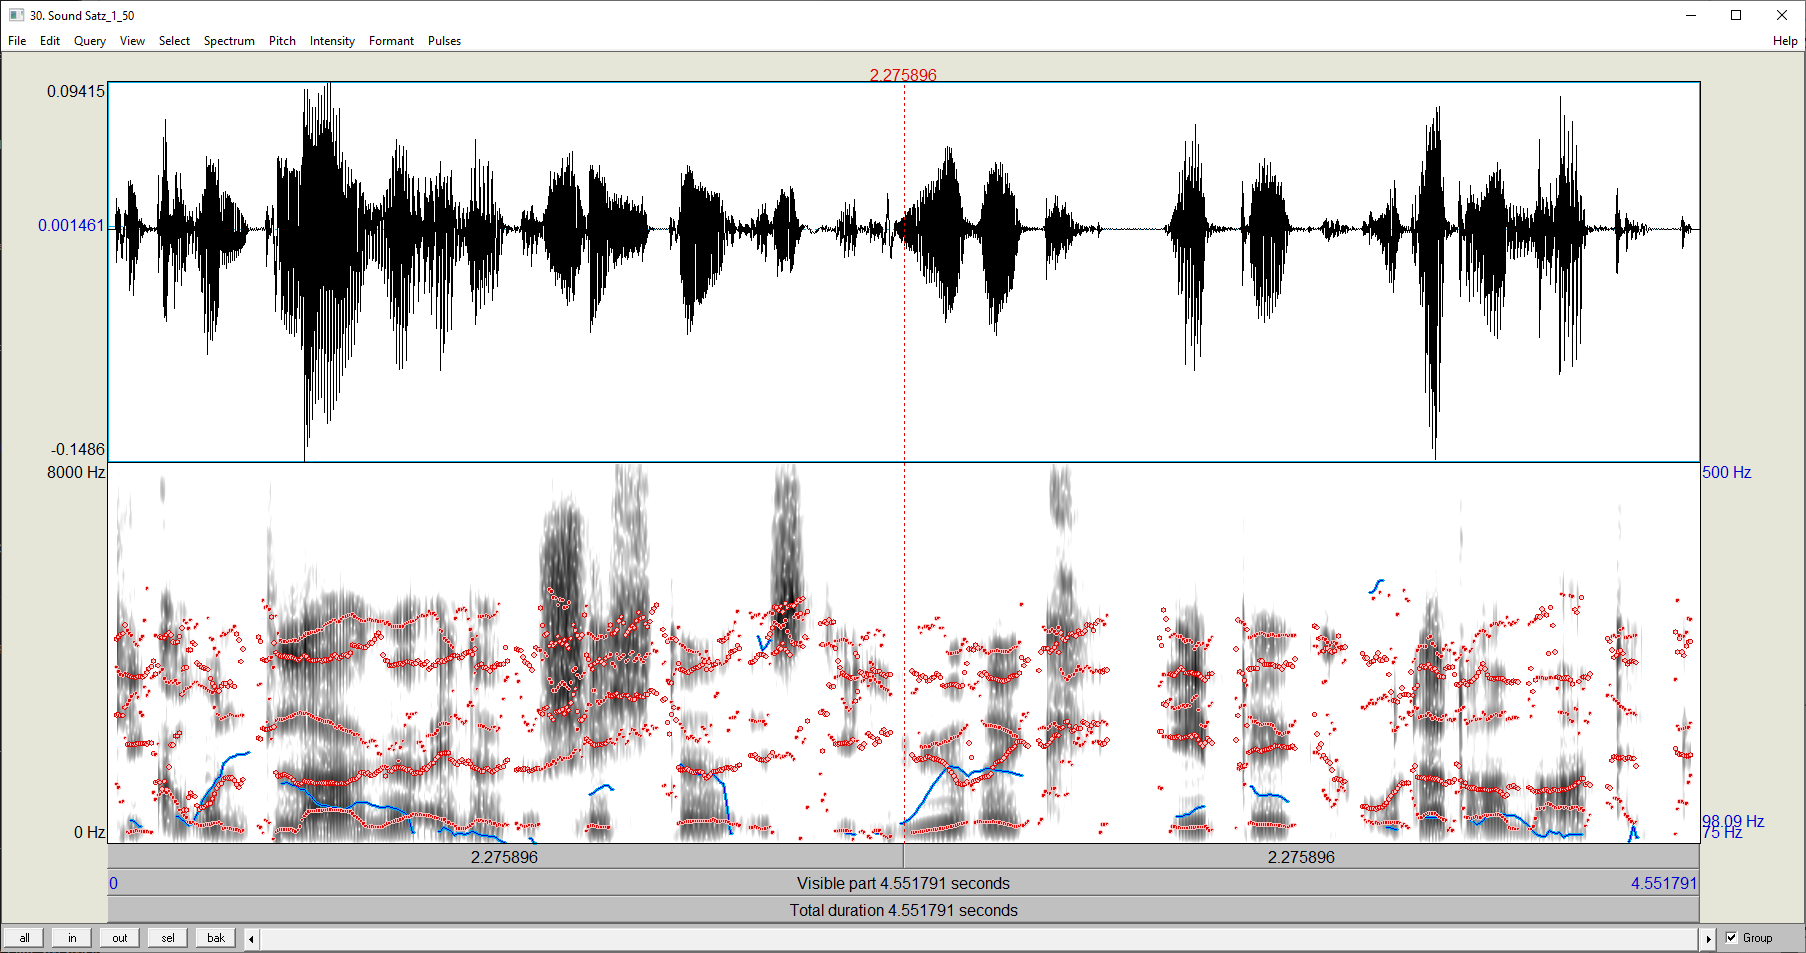 30. Sound Satz_1_50
File Edit Query View Select Spectrum Pitch Intensity Formant Pulses Help
2.275896
0.09415
0.001461
-0.1486
8000 Hz 500 Hz
0 Hz 98.09 Hz
75 Hz
2.275896 2.275896
0 Visible part 4.551791 seconds 4.551791
Total duration 4.551791 seconds
all in out sel bak Group